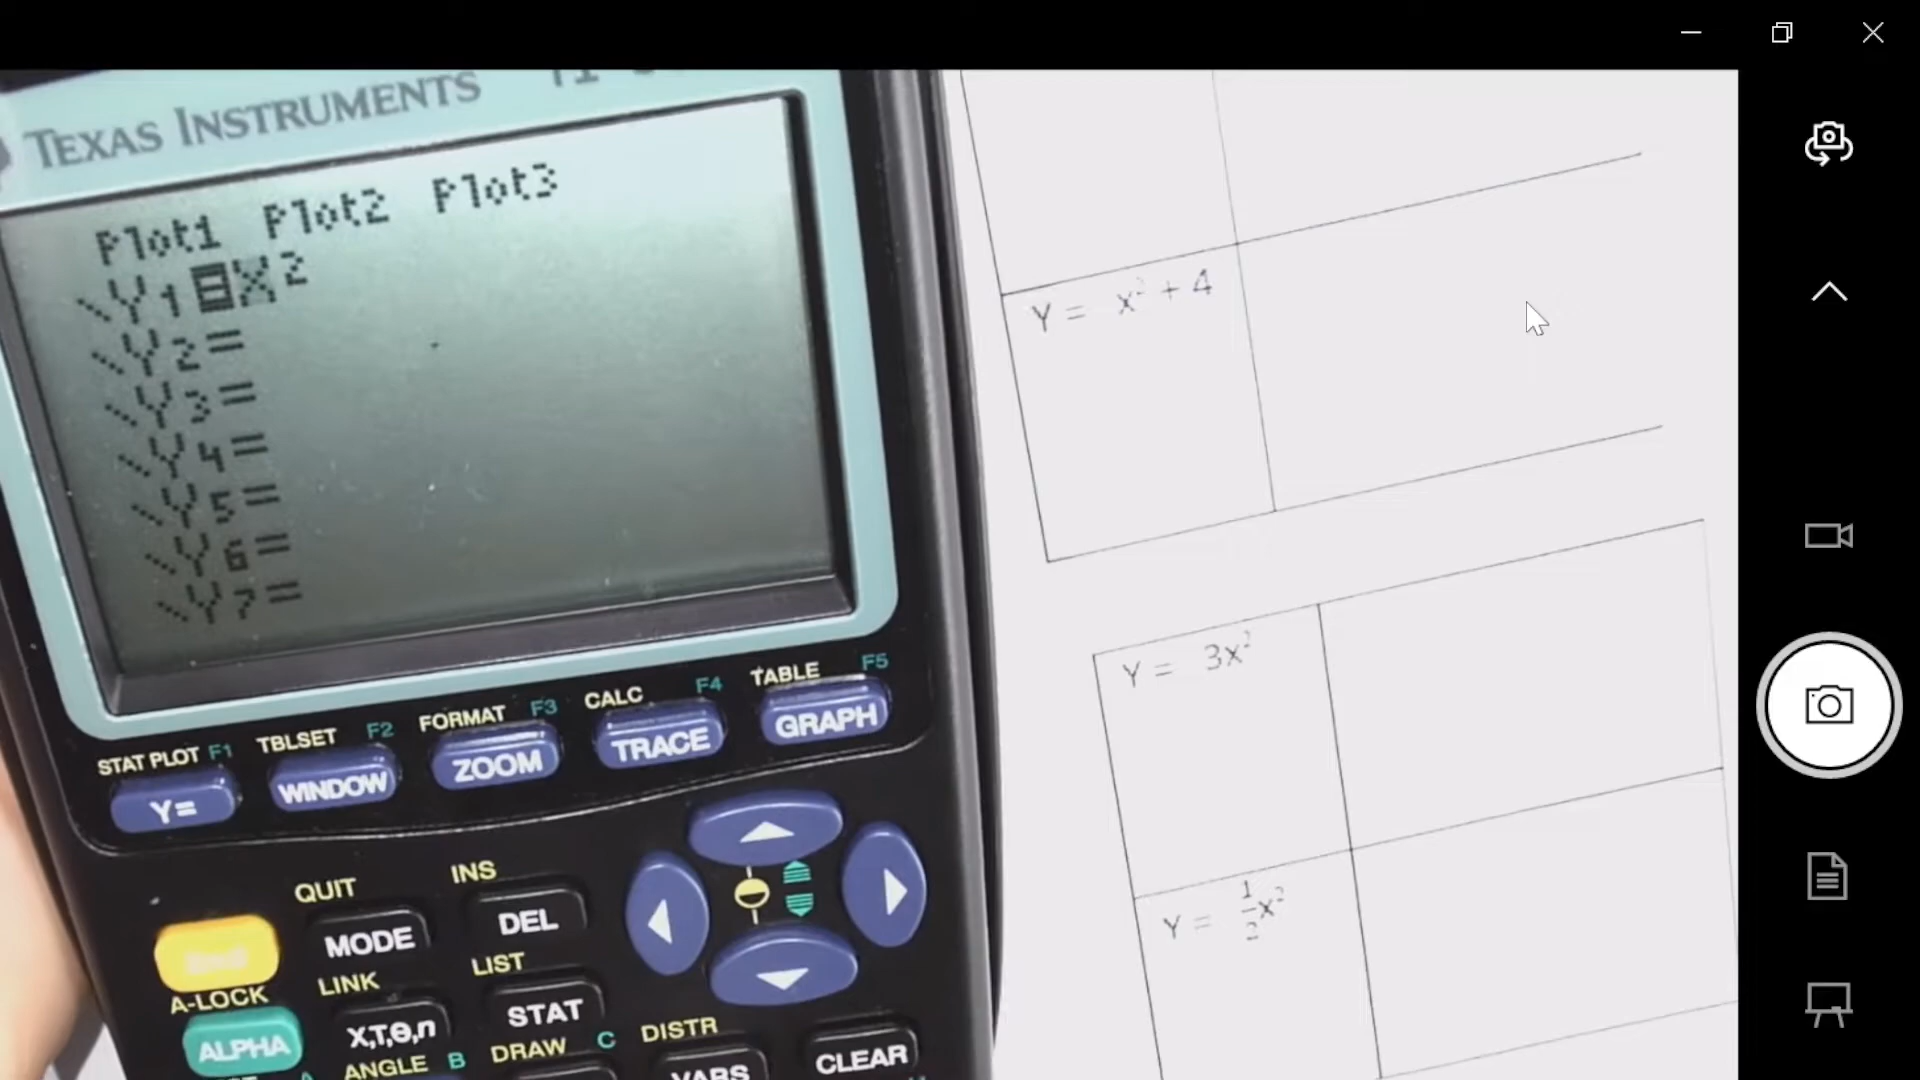 TEXAS INSTRUMENTS
Plot1 Plot2 Plot3
\Y1=X²
\Y2=
\Y3=
\Y4=
\Y5=
\Y6=
\Y7=
STAT PLOT F1 TBLSET F2 FORMAT F3 CALC F4 TABLE F5
Y= WINDOW ZOOM TRACE GRAPH
QUIT INS
MODE DEL
A-LOCK LINK LIST
ALPHA X,T,Θ,n STAT
ANGLE B DRAW C DISTR
VARS CLEAR
Y = x² + 4
Y = 3x²
Y = 1/2x²